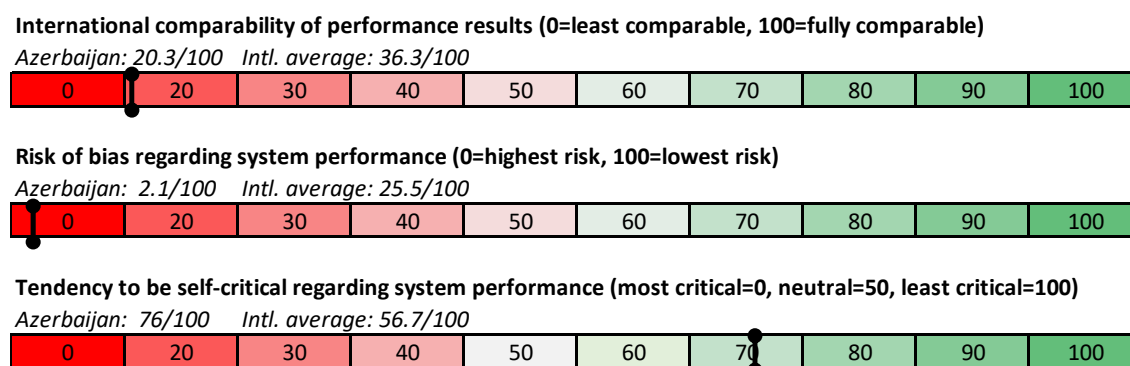 International comparability of performance results (0=least comparable, 100=fully comparable)
Azerbaijan: 20.3/100 Intl. average: 36.3/100
0 20 30 40 50 60 70 80 90 100
Risk of bias regarding system performance (0=highest risk, 100=lowest risk)
Azerbaijan: 2.1/100 Intl. average: 25.5/100
0 20 30 40 50 60 70 80 90 100
Tendency to be self-critical regarding system performance (most critical=0, neutral=50, least critical=100)
Azerbaijan: 76/100 Intl. average: 56.7/100
0 20 30 40 50 60 70 80 90 100